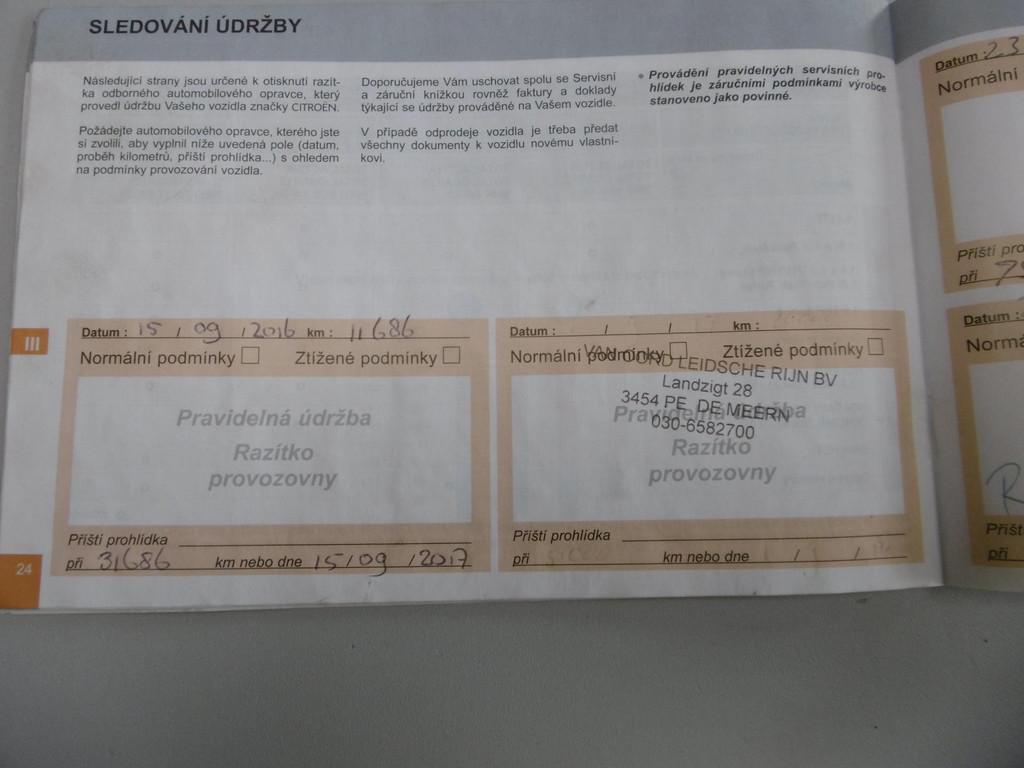 SLEDOVÁNÍ ÚDRŽBY
Následující strany jsou určené k otisknutí razít-
ka odborného automobilového opravce, který
provedl údržbu Vašeho vozidla značky CITROËN.
Požádejte automobilového opravce, kterého jste
si zvolili, aby vyplnil níže uvedená pole (datum,
proběh kilometrů, příští prohlídka...) s ohledem
na podmínky provozování vozidla.
Doporučujeme Vám uschovat spolu se Servisní
a záruční knížkou rovněž faktury a doklady
týkající se údržby prováděné na Vašem vozidle.
V případě odprodeje vozidla je třeba předat
všechny dokumenty k vozidlu novému vlastní-
kovi.
• Provádění pravidelných servisních pro-
hlídek je záručními podmínkami výrobce
stanoveno jako povinné.
III
Datum : 15 / 09 / 2016 km : 11686
Normální podmínky Ztížené podmínky
Pravidelná údržba
Razítko
provozovny
Příští prohlídka
při 31686 km nebo dne 15 / 09 / 2017
Datum : / / km :
Normální podmínky Ztížené podmínky
VAN OORD LEIDSCHE RIJN BV
Landzigt 28
3454 PE DE MEERN
030-6582700
Pravidelná údržba
Razítko
provozovny
Příští prohlídka
při km nebo dne / /
24
Datum : 23
Normální
Příští pro
při
Datum :
Normá
Příšt
při